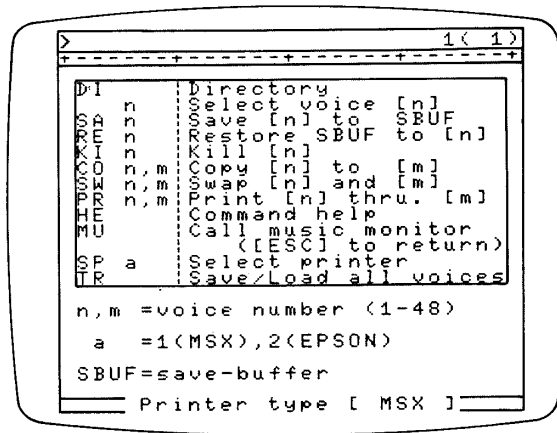 > 1( 1)
DI Directory
n Select voice [n]
SA n Save [n] to SBUF
RE n Restore SBUF to [n]
KI n Kill [n]
CO n,m Copy [n] to [m]
SW n,m Swap [n] and [m]
PR n,m Print [n] thru. [m]
HE Command help
MU Call music monitor
([ESC] to return)
SP a Select printer
TR Save/Load all voices
n,m =voice number (1-48)
a =1(MSX),2(EPSON)
SBUF=save-buffer
Printer type [ MSX ]